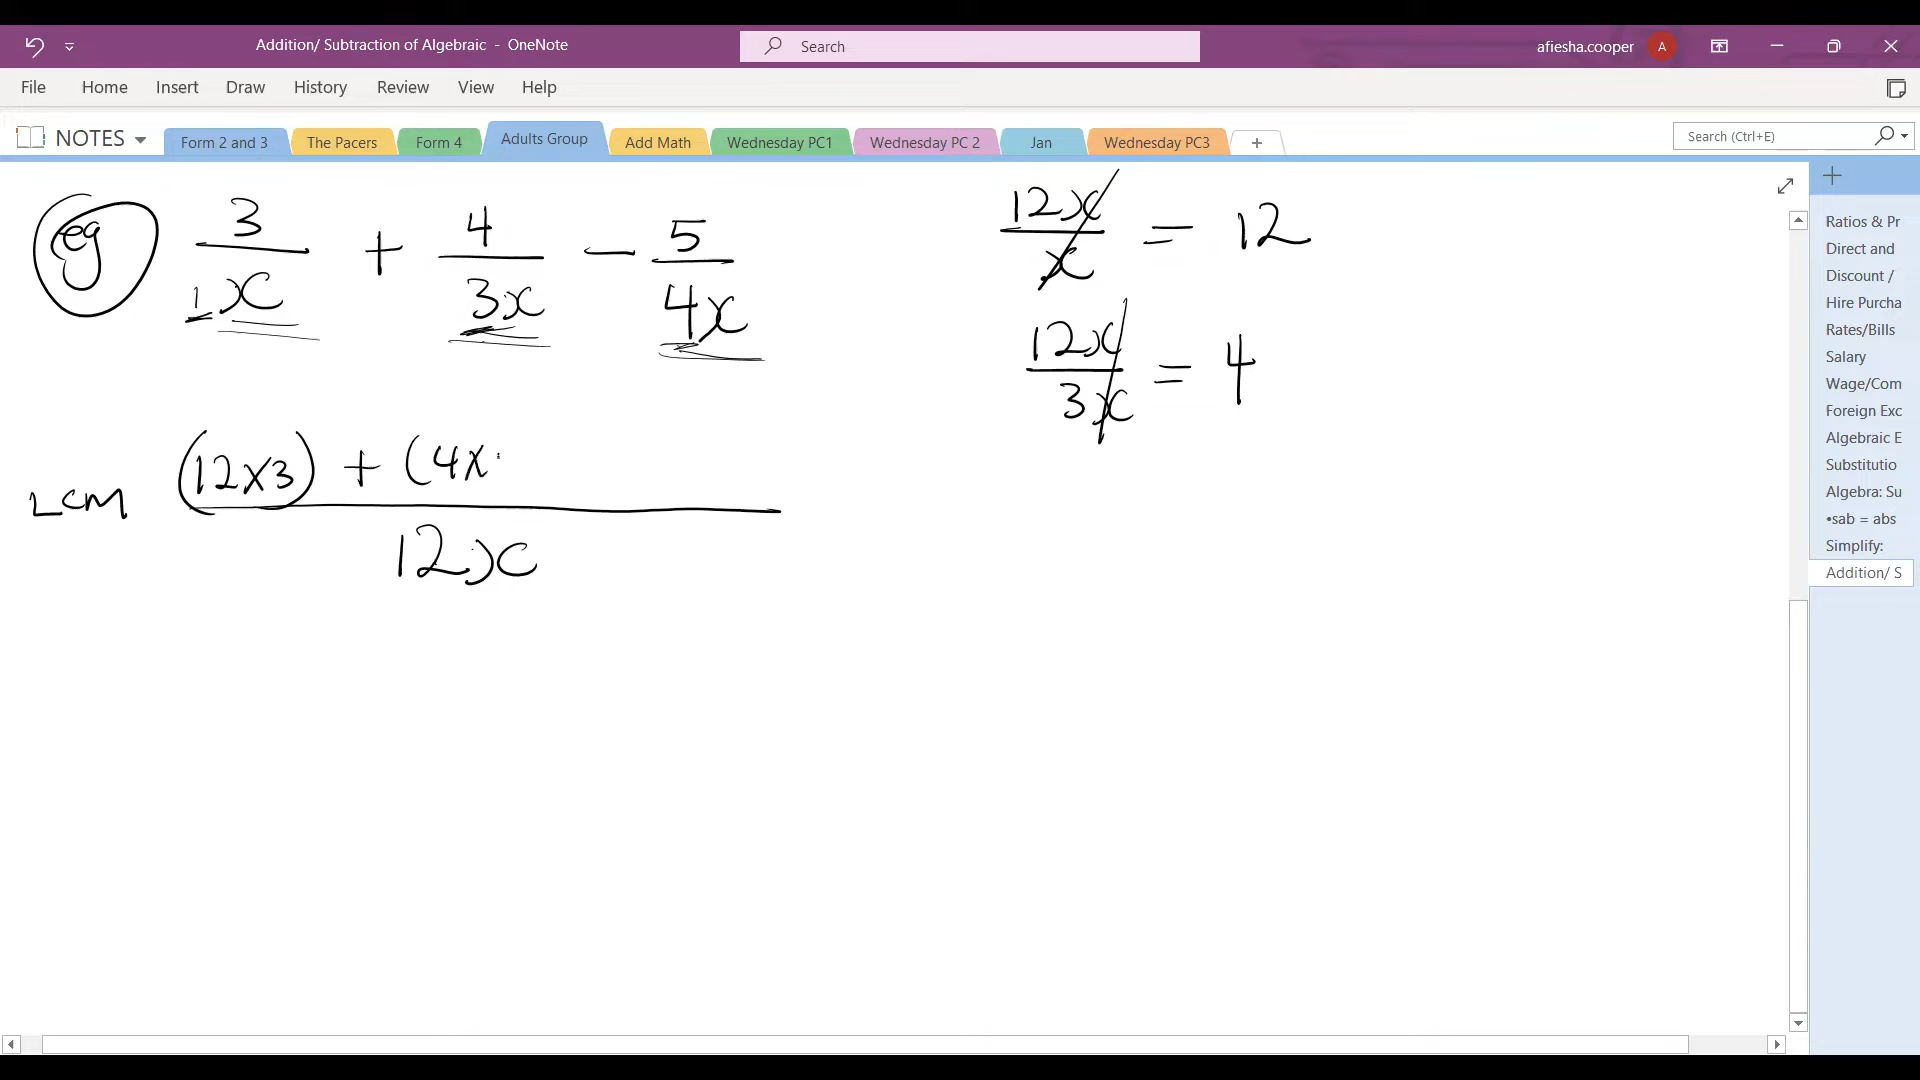 Addition/ Subtraction of Algebraic - OneNote
Search
afiesha.cooper A
File Home Insert Draw History Review View Help
NOTES Form 2 and 3 The Pacers Form 4 Adults Group Add Math Wednesday PC1 Wednesday PC 2 Jan Wednesday PC3 +
Search (Ctrl+E)
eg 3/1x + 4/3x - 5/4x
12x/x = 12
12x/3x = 4
LCM (12x3) + (4x
12x
Ratios & Pr
Direct and
Discount /
Hire Purcha
Rates/Bills
Salary
Wage/Com
Foreign Exc
Algebraic E
Substitutio
Algebra: Su
•sab = abs
Simplify:
Addition/ S